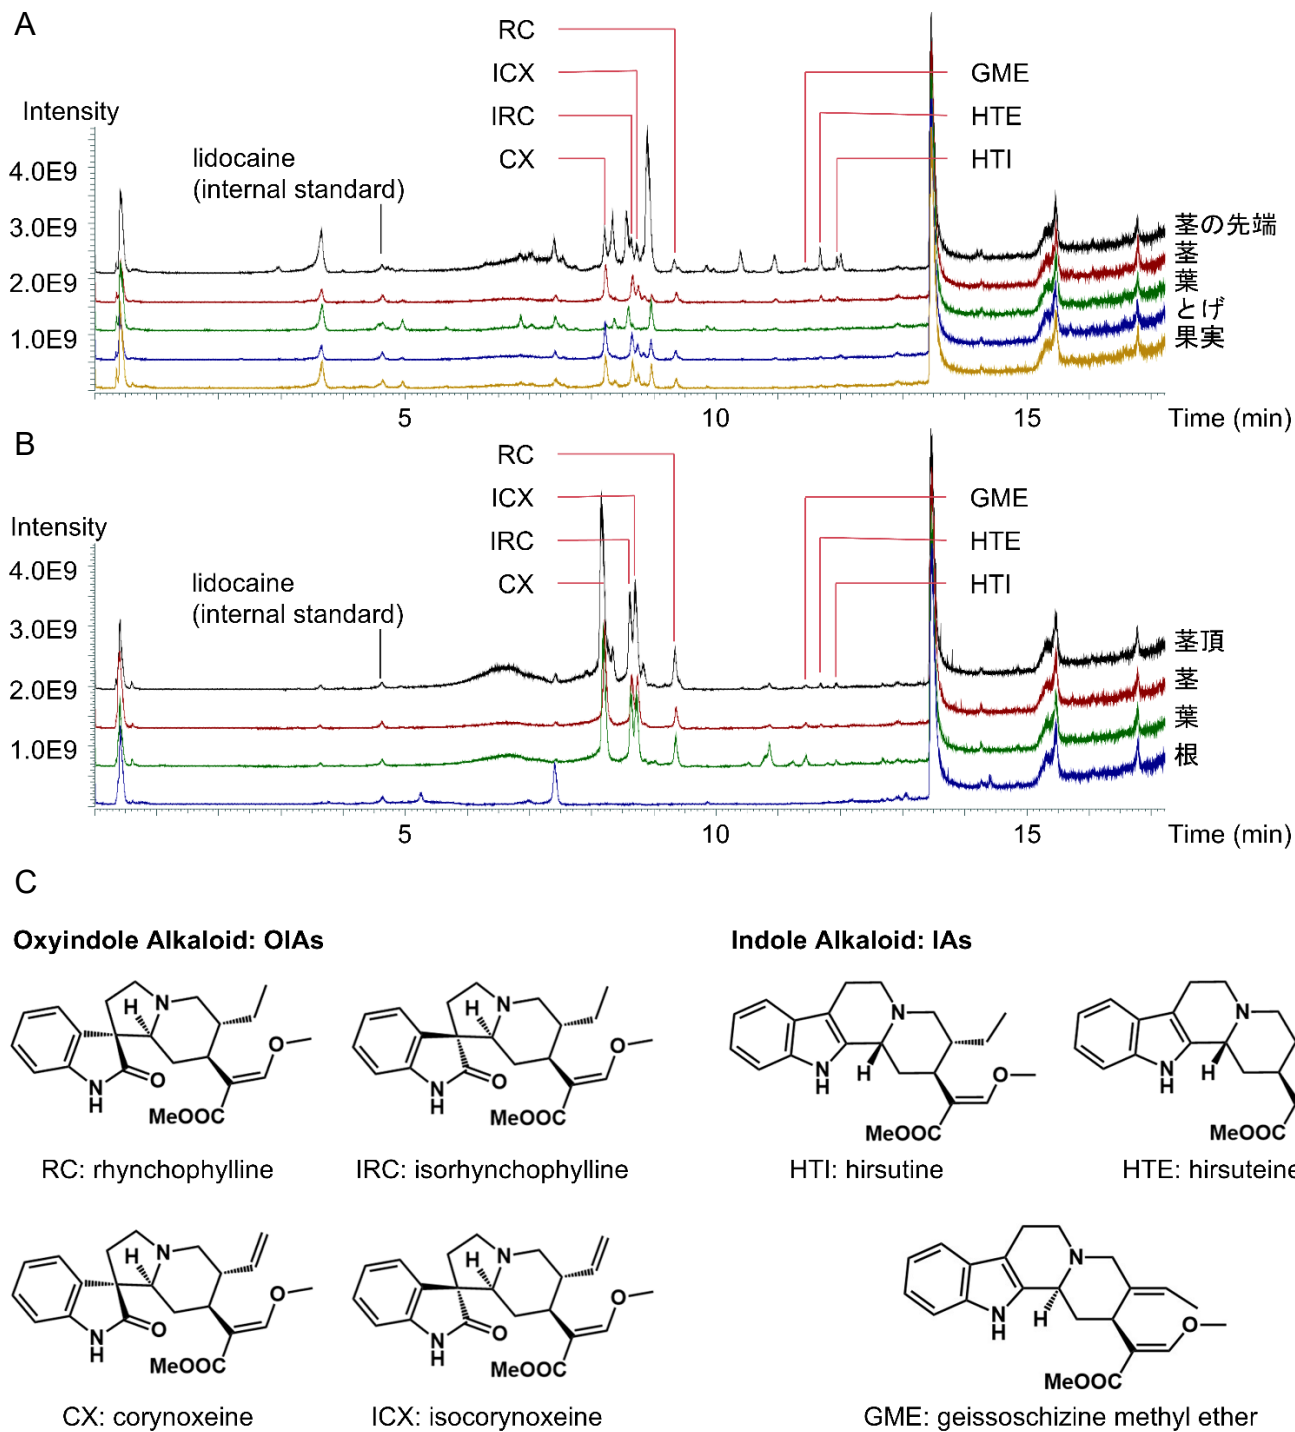 A
RC
ICX
GME
Intensity
IRC
HTE
lidocaine
(internal standard)
CX
HTI
4.0E9
3.0E9
2.0E9
1.0E9
茎の先端
茎
葉
とげ
果実
5
10
15
Time (min)
B
RC
ICX
GME
Intensity
IRC
HTE
lidocaine
(internal standard)
CX
HTI
4.0E9
3.0E9
2.0E9
1.0E9
茎頂
茎
葉
根
5
10
15
Time (min)
C
Oxyindole Alkaloid: OIAs
Indole Alkaloid: IAs
H
N
O
N
H
O
MeOOC
RC: rhynchophylline
H
N
O
N
H
O
MeOOC
IRC: isorhynchophylline
N
N
H
H
O
MeOOC
HTI: hirsutine
N
N
H
H
MeOOC
HTE: hirsuteine
H
N
O
N
H
O
MeOOC
CX: corynoxeine
H
N
O
N
H
O
MeOOC
ICX: isocorynoxeine
N
N
H
H
O
MeOOC
GME: geissoschizine methyl ether